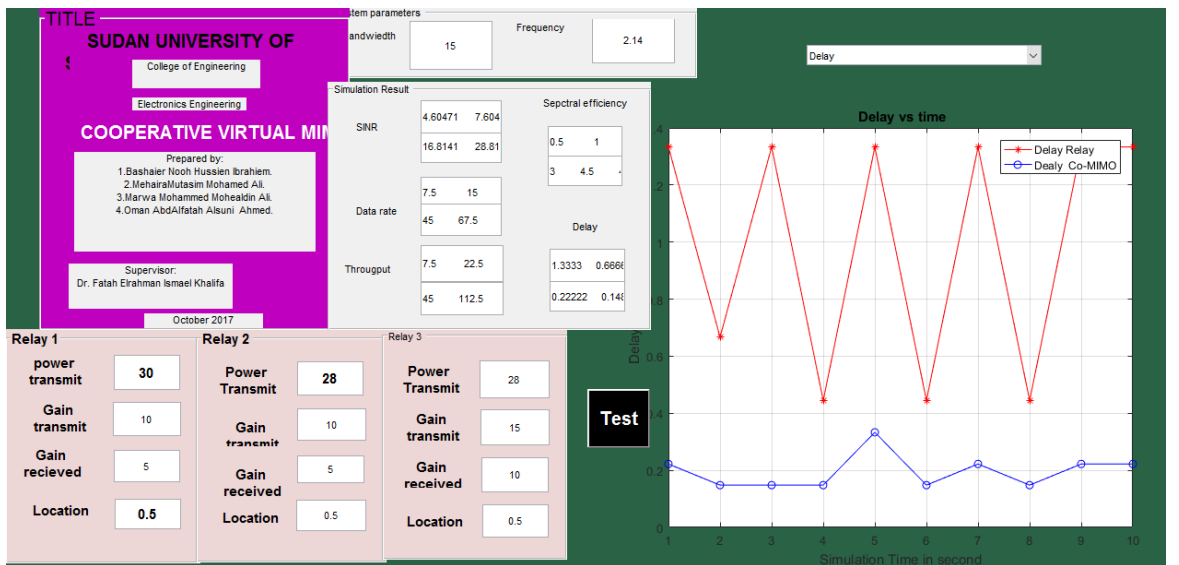 TITLE
SUDAN UNIVERSITY OF
College of Engineering
Electronics Engineering
COOPERATIVE VIRTUAL MIM
Prepared by:
1.Bashaier Nooh Hussien Ibrahiem.
2.MehairaMutasim Mohamed Ali.
3.Marwa Mohammed Mohealdin Ali.
4.Oman AbdAlfatah Alsuni Ahmed.
Supervisor:
Dr. Fatah Elrahman Ismael Khalifa
October 2017
stem parameters
andwiedth
15
Frequency
2.14
Simulation Result
SINR
4.60471 7.604
16.8141 28.81
Data rate
7.5 15
45 67.5
Througput
7.5 22.5
45 112.5
Sepctral efficiency
0.5 1
3 4.5
Delay
1.3333 0.6666
0.22222 0.148
Relay 1
power
transmit
30
Gain
transmit
10
Gain
recieved
5
Location
0.5
Relay 2
Power
Transmit
28
Gain
transmit
10
Gain
received
5
Location
0.5
Relay 3
Power
Transmit
28
Gain
transmit
15
Gain
received
10
Location
0.5
Test
Delay
Delay vs time
Delay Relay
Dealy Co-MIMO
.4
.2
1
0.8
0.6
0.4
0.2
0
Delay
1 2 3 4 5 6 7 8 9 10
Simulation Time in second